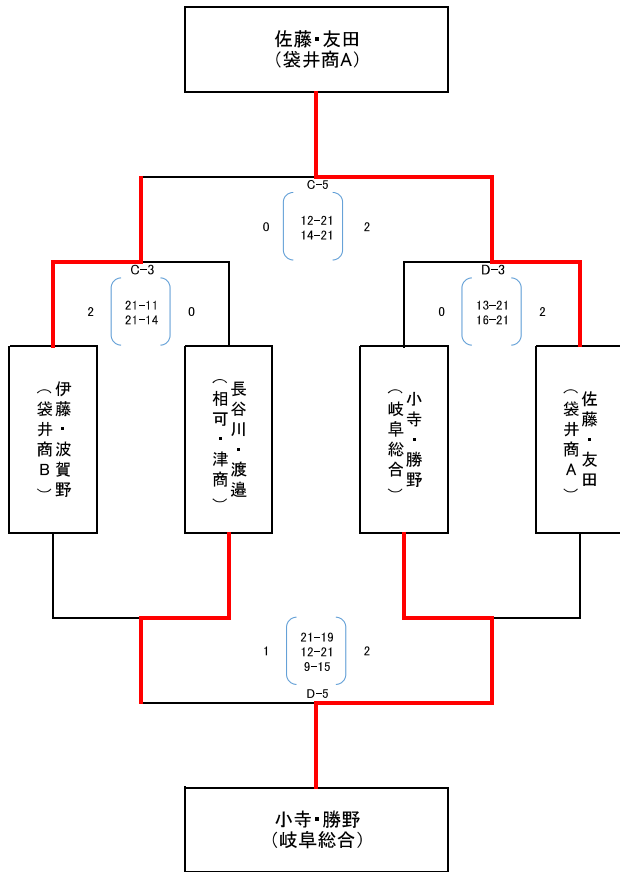 佐藤・友田
(袋井商A)
C-5
0
12-21
14-21
2
C-3
2
21-11
21-14
0
D-3
0
13-21
16-21
2
伊藤・波賀野
(袋井商B)
長谷川・渡邉
(相可・津商)
小寺・勝野
(岐阜総合)
佐藤・友田
(袋井商A)
1
21-19
12-21
9-15
2
D-5
小寺・勝野
(岐阜総合)